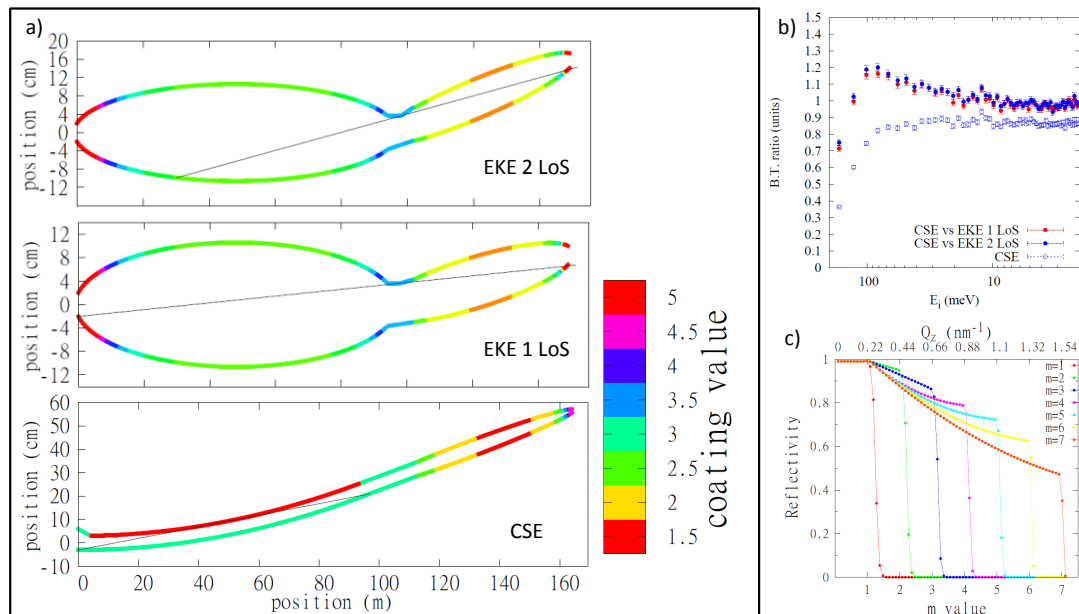 a)
20
16
12
8
4
0
-4
-8
-12
position (cm)
EKE 2 LoS
12
8
4
0
-4
-8
-12
position (cm)
EKE 1 LoS
60
50
40
30
20
10
0
-10
position (cm)
CSE
0 20 40 60 80 100 120 140 160
position (m)
5
4.5
4
3.5
3
2.5
2
1.5
coating value
b)
1.5
1.4
1.3
1.2
1.1
1
0.9
0.8
0.7
0.6
0.5
0.4
0.3
0.2
0.1
0
B.T. ratio (units)
CSE vs EKE 1 LoS
CSE vs EKE 2 LoS
CSE
100 10
Ei (meV)
c)
Qz (nm-1)
0 0.22 0.44 0.66 0.88 1.1 1.32 1.54
1
0.8
0.6
0.4
0.2
0
Reflectivity
m=1
m=2
m=3
m=4
m=5
m=6
m=7
0 1 2 3 4 5 6 7
m value